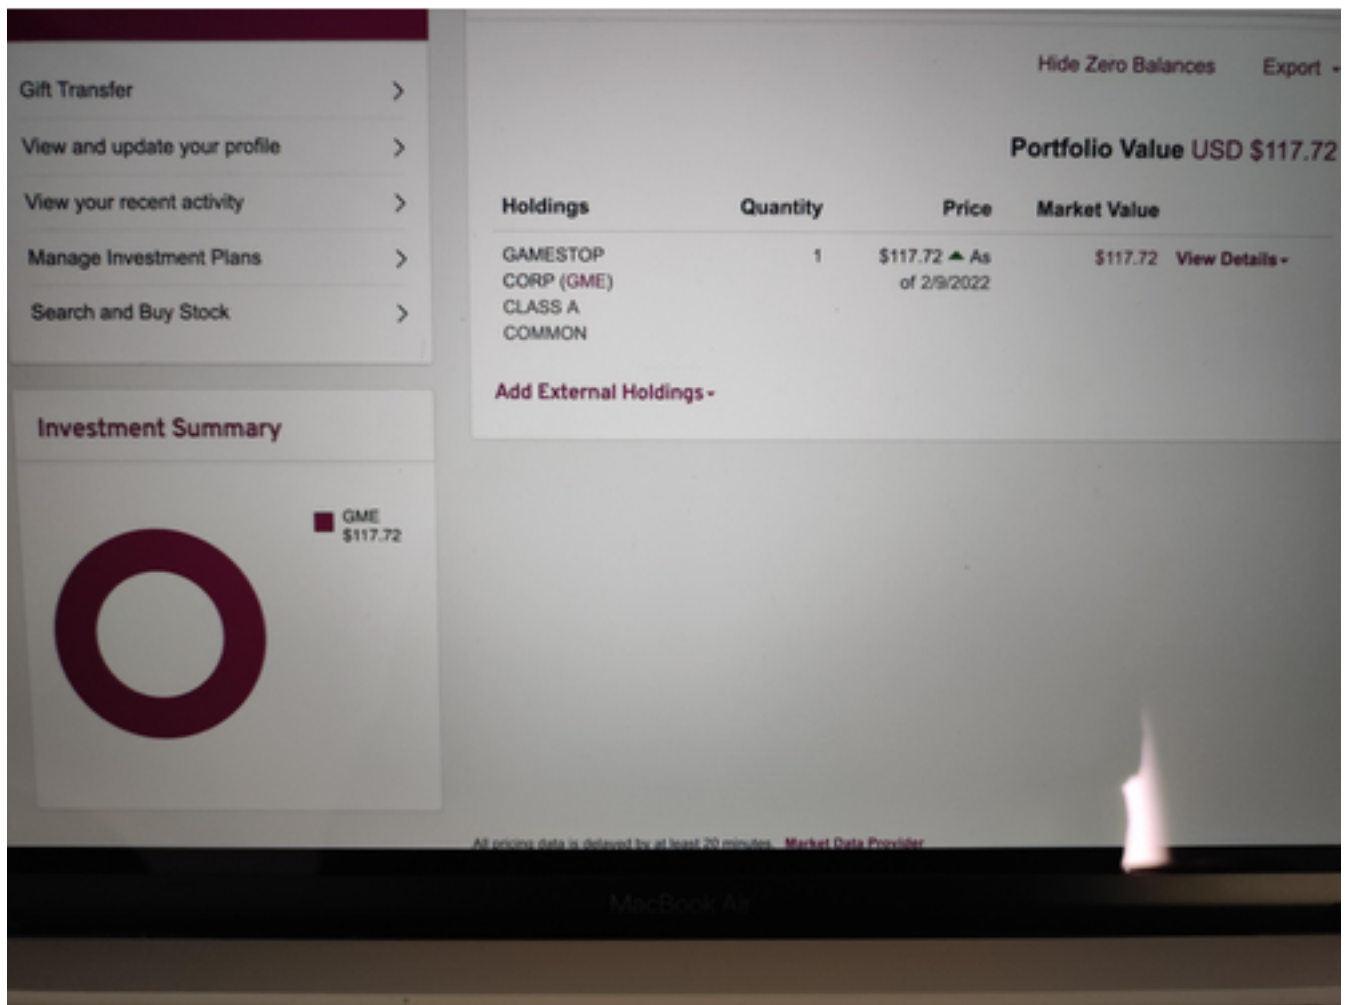 Hide Zero Balances Export
Gift Transfer
View and update your profile
View your recent activity
Manage Investment Plans
Search and Buy Stock
Portfolio Value USD $117.72
Holdings Quantity Price Market Value
GAMESTOP 1 $117.72 ▲ As $117.72 View Details
CORP (GME) of 2/9/2022
CLASS A
COMMON
Add External Holdings
Investment Summary
GME
$117.72
All pricing data is delayed by at least 20 minutes. Market Data Provider
MacBook Air